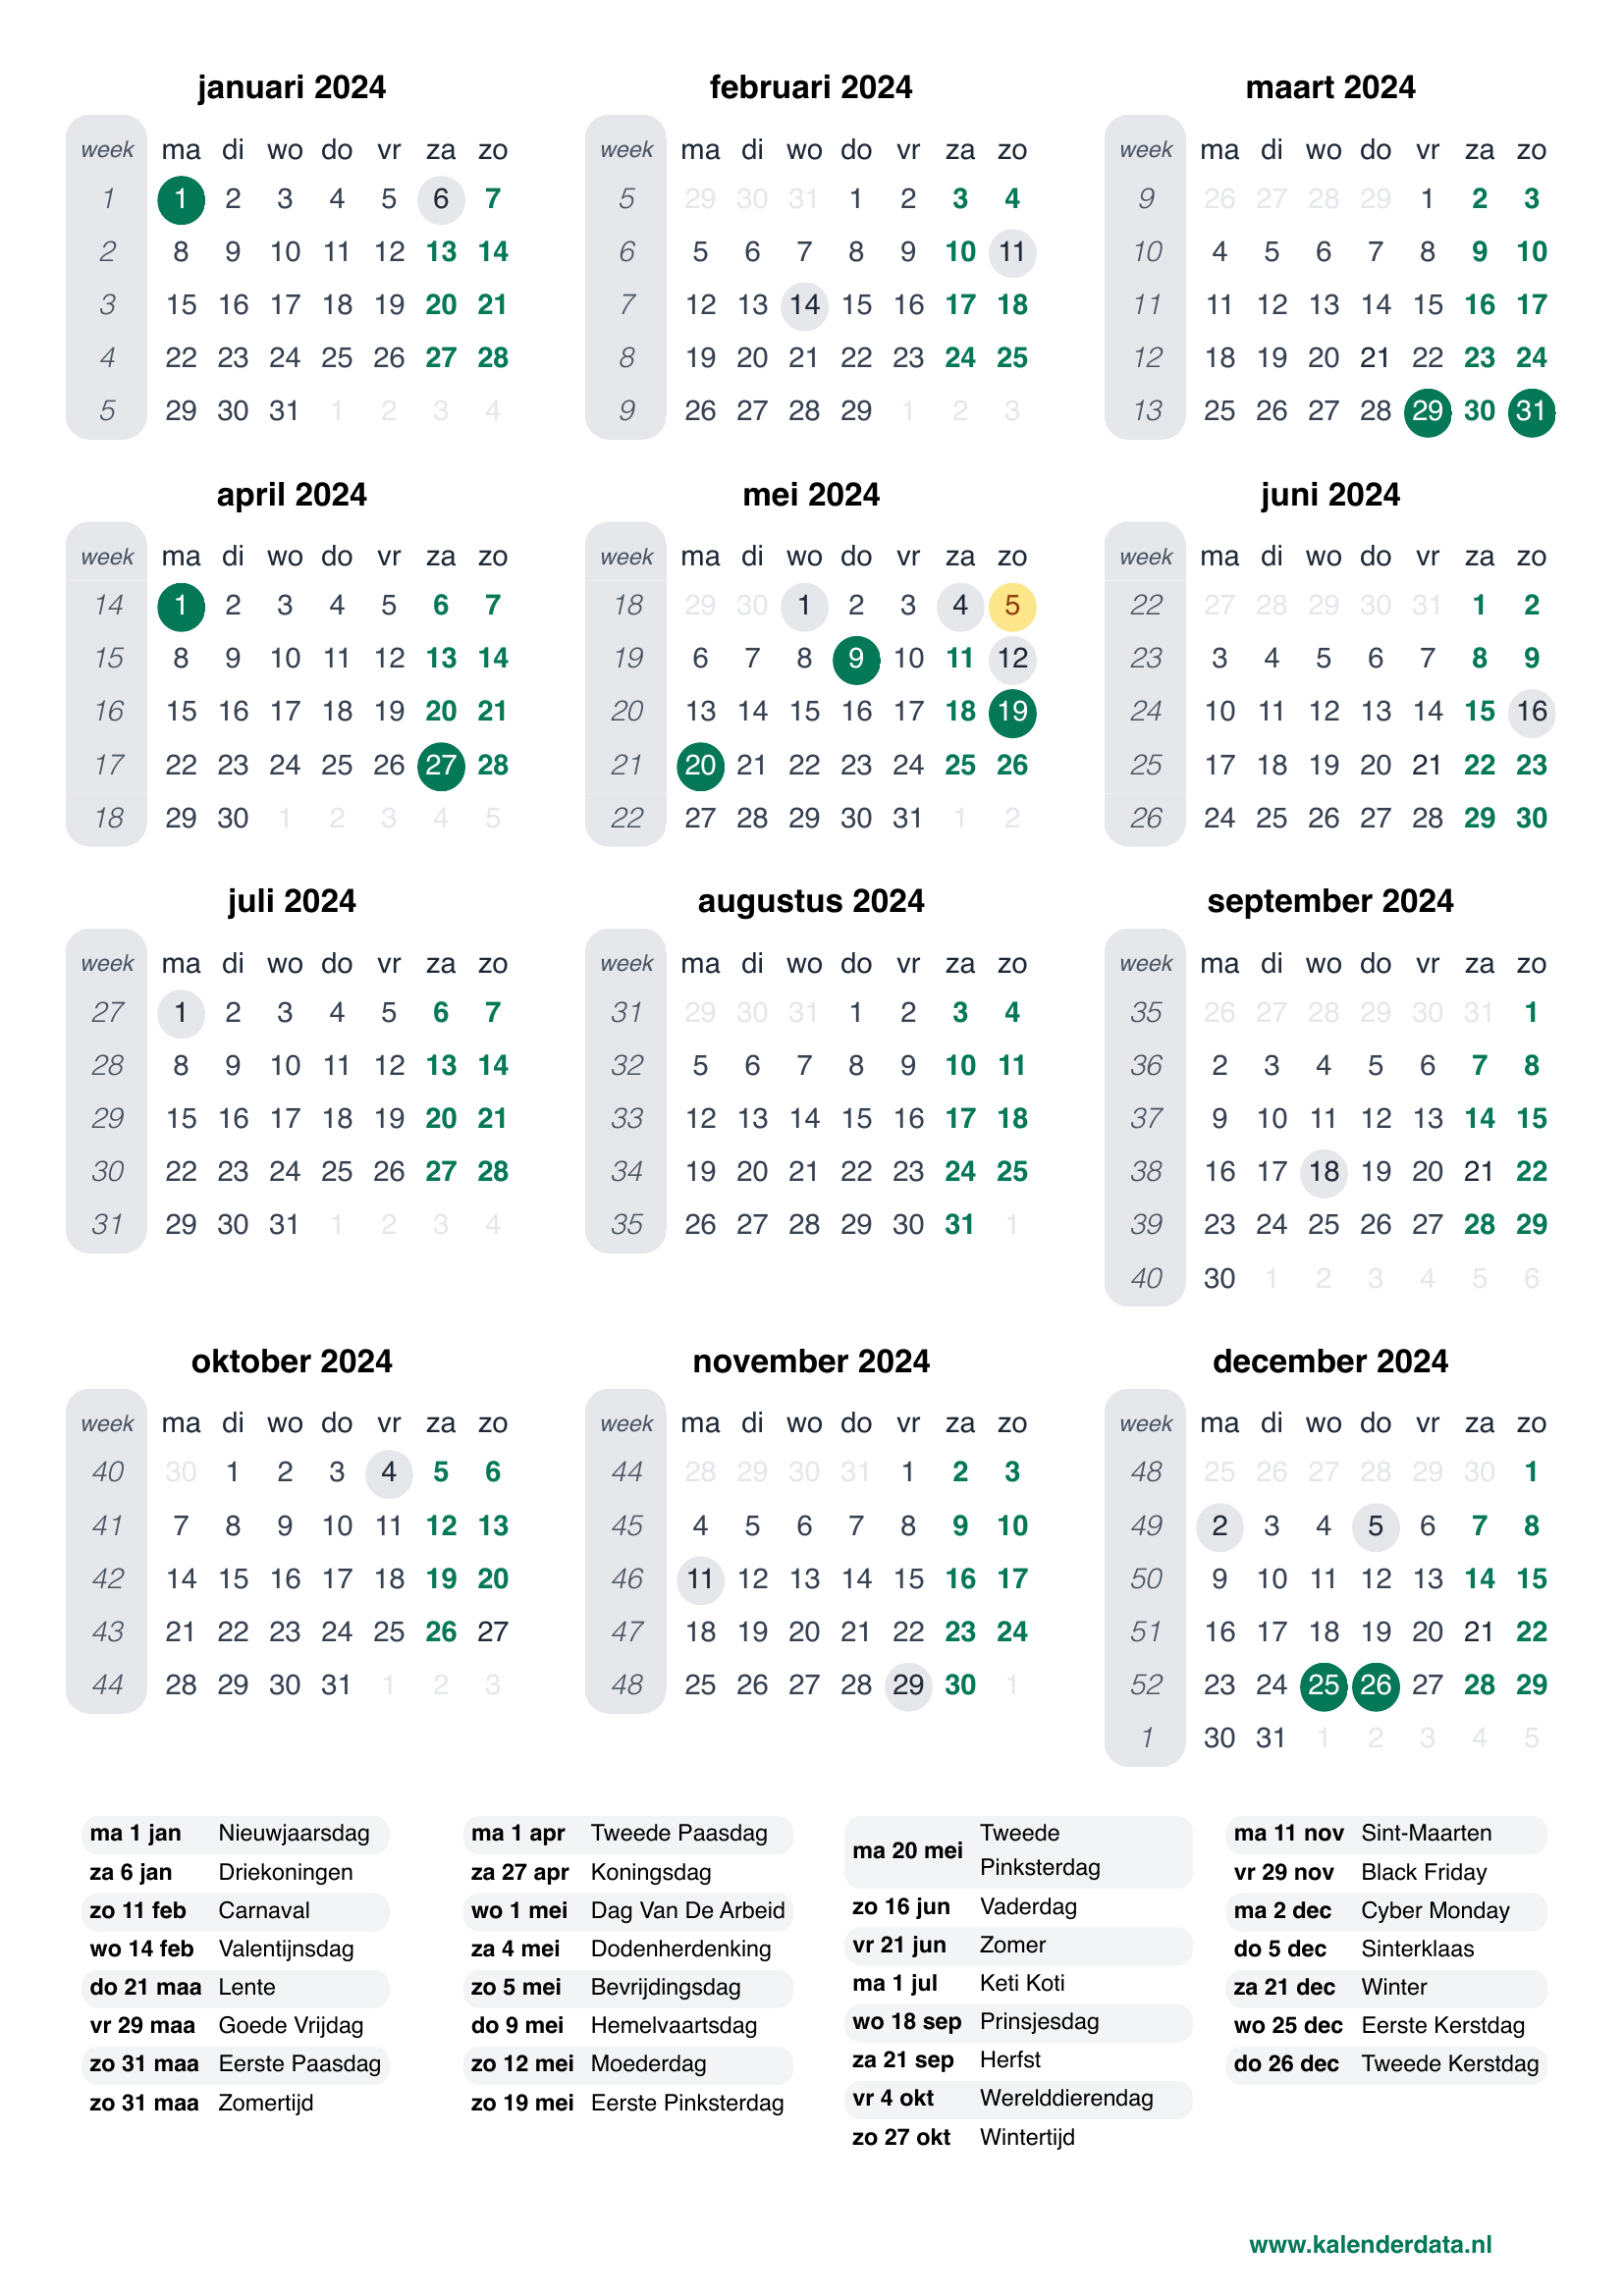 januari 2024
week ma di wo do vr za zo
1 1 2 3 4 5 6 7
2 8 9 10 11 12 13 14
3 15 16 17 18 19 20 21
4 22 23 24 25 26 27 28
5 29 30 31 1 2 3 4
februari 2024
week ma di wo do vr za zo
5 29 30 31 1 2 3 4
6 5 6 7 8 9 10 11
7 12 13 14 15 16 17 18
8 19 20 21 22 23 24 25
9 26 27 28 29 1 2 3
maart 2024
week ma di wo do vr za zo
9 26 27 28 29 1 2 3
10 4 5 6 7 8 9 10
11 11 12 13 14 15 16 17
12 18 19 20 21 22 23 24
13 25 26 27 28 29 30 31
april 2024
week ma di wo do vr za zo
14 1 2 3 4 5 6 7
15 8 9 10 11 12 13 14
16 15 16 17 18 19 20 21
17 22 23 24 25 26 27 28
18 29 30 1 2 3 4 5
mei 2024
week ma di wo do vr za zo
18 29 30 1 2 3 4 5
19 6 7 8 9 10 11 12
20 13 14 15 16 17 18 19
21 20 21 22 23 24 25 26
22 27 28 29 30 31 1 2
juni 2024
week ma di wo do vr za zo
22 27 28 29 30 31 1 2
23 3 4 5 6 7 8 9
24 10 11 12 13 14 15 16
25 17 18 19 20 21 22 23
26 24 25 26 27 28 29 30
juli 2024
week ma di wo do vr za zo
27 1 2 3 4 5 6 7
28 8 9 10 11 12 13 14
29 15 16 17 18 19 20 21
30 22 23 24 25 26 27 28
31 29 30 31 1 2 3 4
augustus 2024
week ma di wo do vr za zo
31 29 30 31 1 2 3 4
32 5 6 7 8 9 10 11
33 12 13 14 15 16 17 18
34 19 20 21 22 23 24 25
35 26 27 28 29 30 31 1
september 2024
week ma di wo do vr za zo
35 26 27 28 29 30 31 1
36 2 3 4 5 6 7 8
37 9 10 11 12 13 14 15
38 16 17 18 19 20 21 22
39 23 24 25 26 27 28 29
40 30 1 2 3 4 5 6
oktober 2024
week ma di wo do vr za zo
40 30 1 2 3 4 5 6
41 7 8 9 10 11 12 13
42 14 15 16 17 18 19 20
43 21 22 23 24 25 26 27
44 28 29 30 31 1 2 3
november 2024
week ma di wo do vr za zo
44 28 29 30 31 1 2 3
45 4 5 6 7 8 9 10
46 11 12 13 14 15 16 17
47 18 19 20 21 22 23 24
48 25 26 27 28 29 30 1
december 2024
week ma di wo do vr za zo
48 25 26 27 28 29 30 1
49 2 3 4 5 6 7 8
50 9 10 11 12 13 14 15
51 16 17 18 19 20 21 22
52 23 24 25 26 27 28 29
1 30 31 1 2 3 4 5
ma 1 jan Nieuwjaarsdag
za 6 jan Driekoningen
zo 11 feb Carnaval
wo 14 feb Valentijnsdag
do 21 maa Lente
vr 29 maa Goede Vrijdag
zo 31 maa Eerste Paasdag
zo 31 maa Zomertijd
ma 1 apr Tweede Paasdag
za 27 apr Koningsdag
wo 1 mei Dag Van De Arbeid
za 4 mei Dodenherdenking
zo 5 mei Bevrijdingsdag
do 9 mei Hemelvaartsdag
zo 12 mei Moederdag
zo 19 mei Eerste Pinksterdag
ma 20 mei Tweede
Pinksterdag
zo 16 jun Vaderdag
vr 21 jun Zomer
ma 1 jul Keti Koti
wo 18 sep Prinsjesdag
za 21 sep Herfst
vr 4 okt Werelddierendag
zo 27 okt Wintertijd
ma 11 nov Sint-Maarten
vr 29 nov Black Friday
ma 2 dec Cyber Monday
do 5 dec Sinterklaas
za 21 dec Winter
wo 25 dec Eerste Kerstdag
do 26 dec Tweede Kerstdag
www.kalenderdata.nl